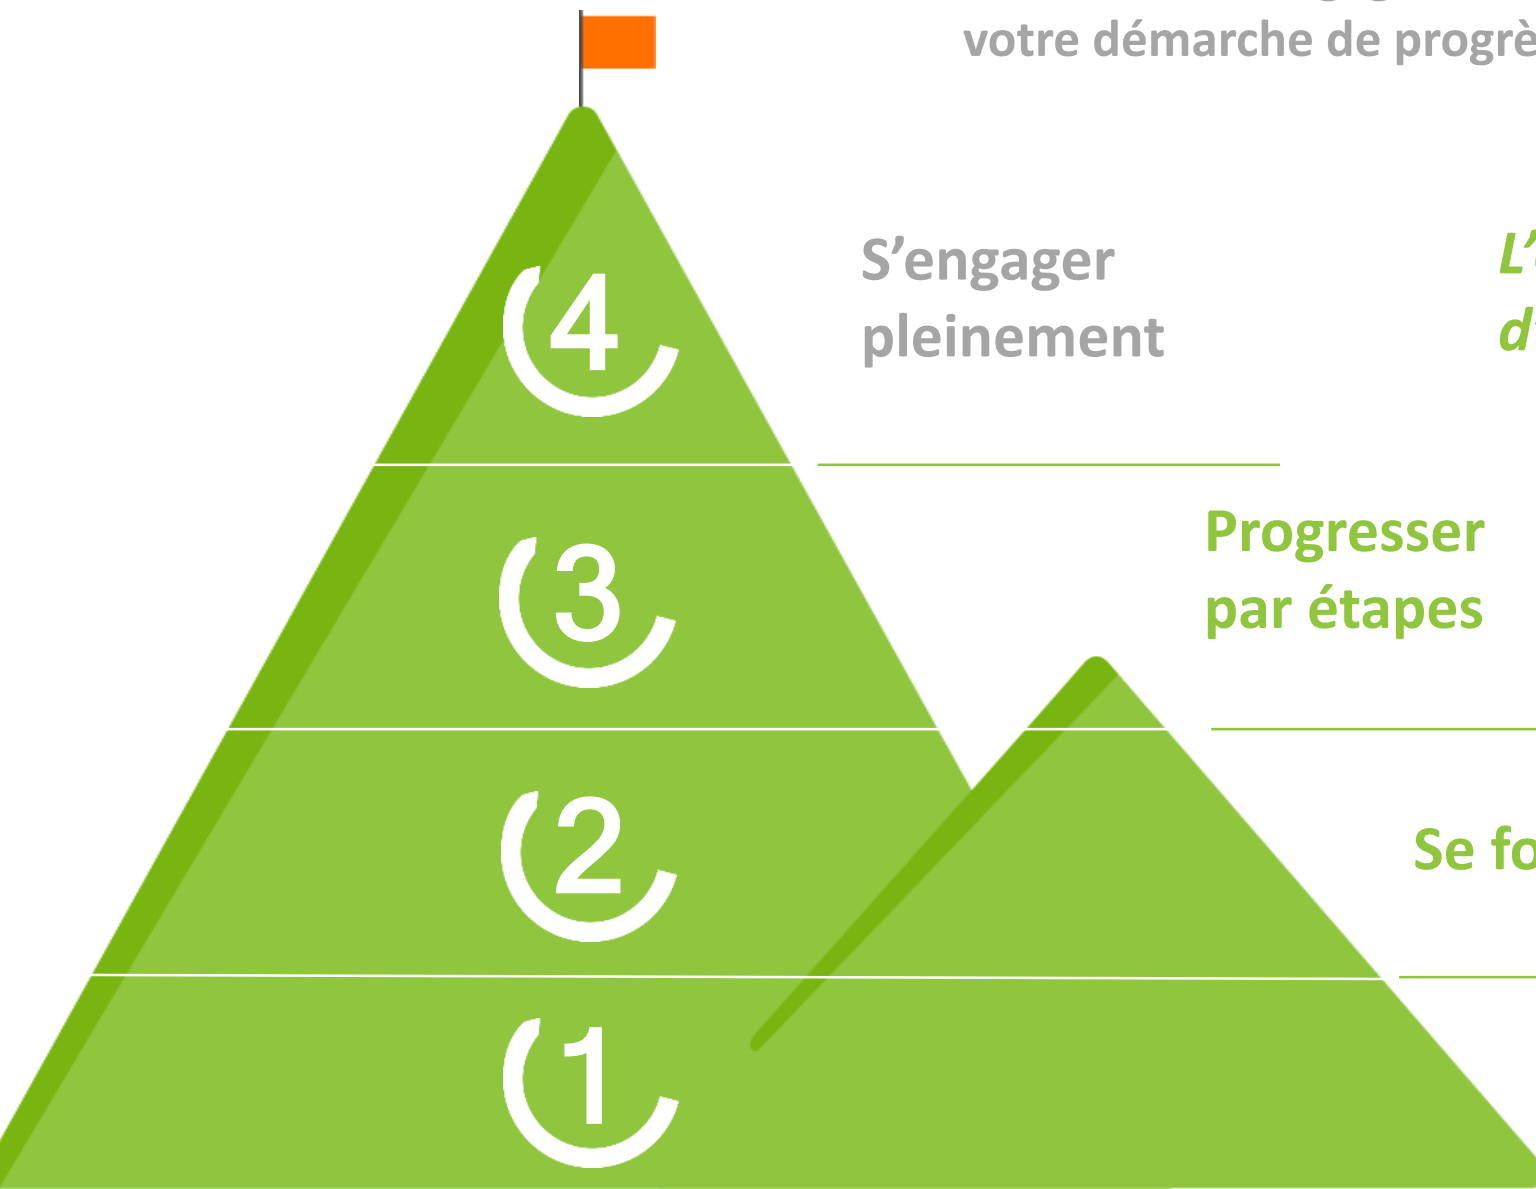 votre démarche de progrè
4
S’engager
pleinement
L’
d’
3
Progresser
par étapes
2
Se fo
1